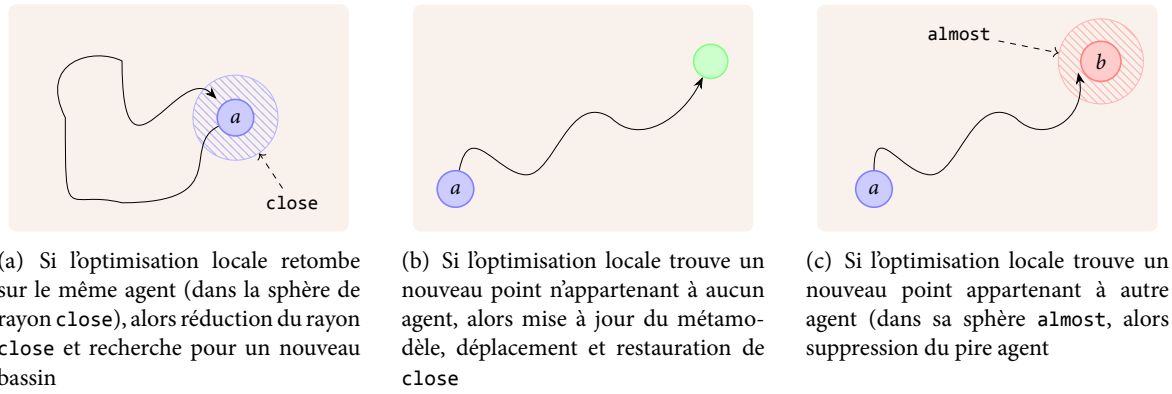 a
close
a
almost
b
a
(a) Si l'optimisation locale retombe
sur le même agent (dans la sphère de
rayon close), alors réduction du rayon
close et recherche pour un nouveau
bassin
(b) Si l'optimisation locale trouve un
nouveau point n'appartenant à aucun
agent, alors mise à jour du métamo-
dèle, déplacement et restauration de
close
(c) Si l'optimisation locale trouve un
nouveau point appartenant à autre
agent (dans sa sphère almost, alors
suppression du pire agent